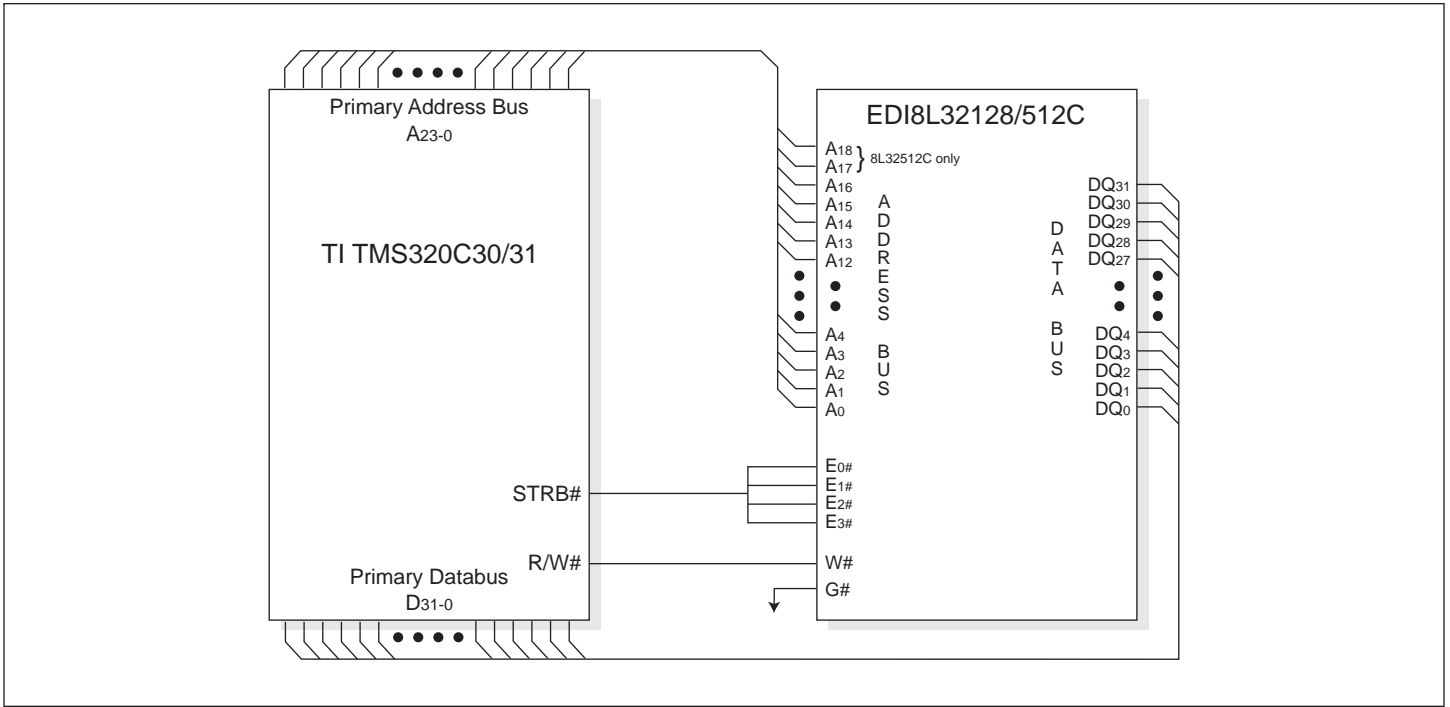 Primary Address Bus
A23-0
TI TMS320C30/31
STRB#
R/W#
Primary Databus
D31-0
EDI8L32128/512C
A18
A17
} 8L32512C only
A16
A15
A14
A13
A12
A4
A3
A2
A1
A0
ADDRESS BUS
DATA BUS
DQ31
DQ30
DQ29
DQ28
DQ27
DQ4
DQ3
DQ2
DQ1
DQ0
E0#
E1#
E2#
E3#
W#
G#